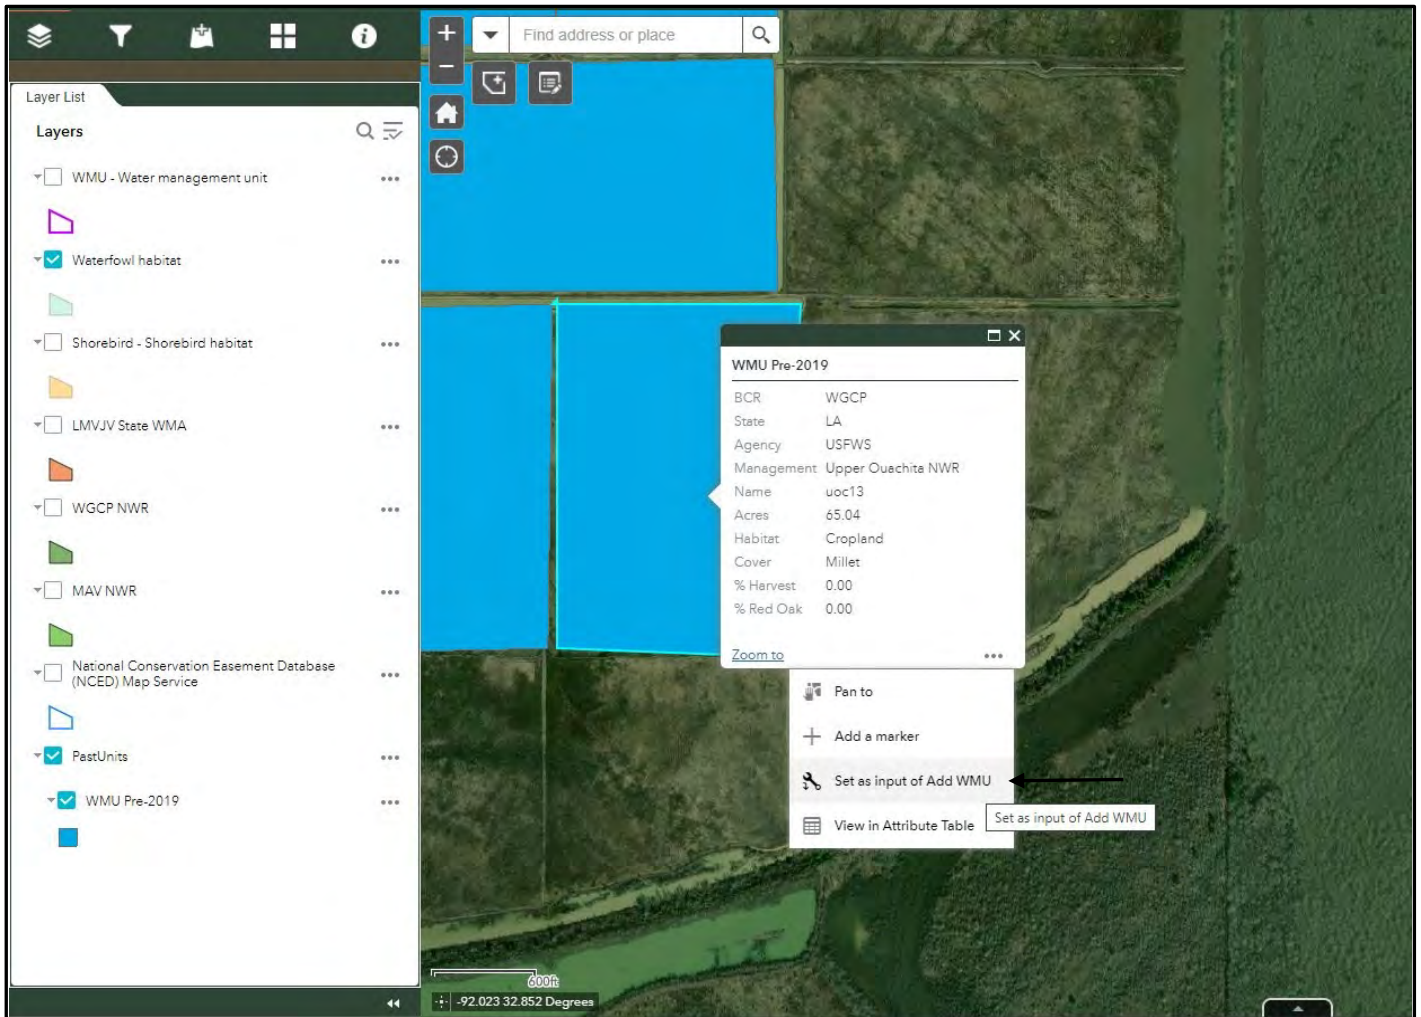 Find address or place
Layer List
Layers
WMU - Water management unit
Waterfowl habitat
Shorebird - Shorebird habitat
LMVJV State WMA
WGCP NWR
MAV NWR
National Conservation Easement Database
(NCED) Map Service
PastUnits
WMU Pre-2019
WMU Pre-2019
BCR WGCP
State LA
Agency USFWS
Management Upper Ouachita NWR
Name uoc13
Acres 65.04
Habitat Cropland
Cover Millet
% Harvest 0.00
% Red Oak 0.00
Zoom to
Pan to
Add a marker
Set as input of Add WMU
Set as input of Add WMU
View in Attribute Table
600ft
-92.023 32.852 Degrees